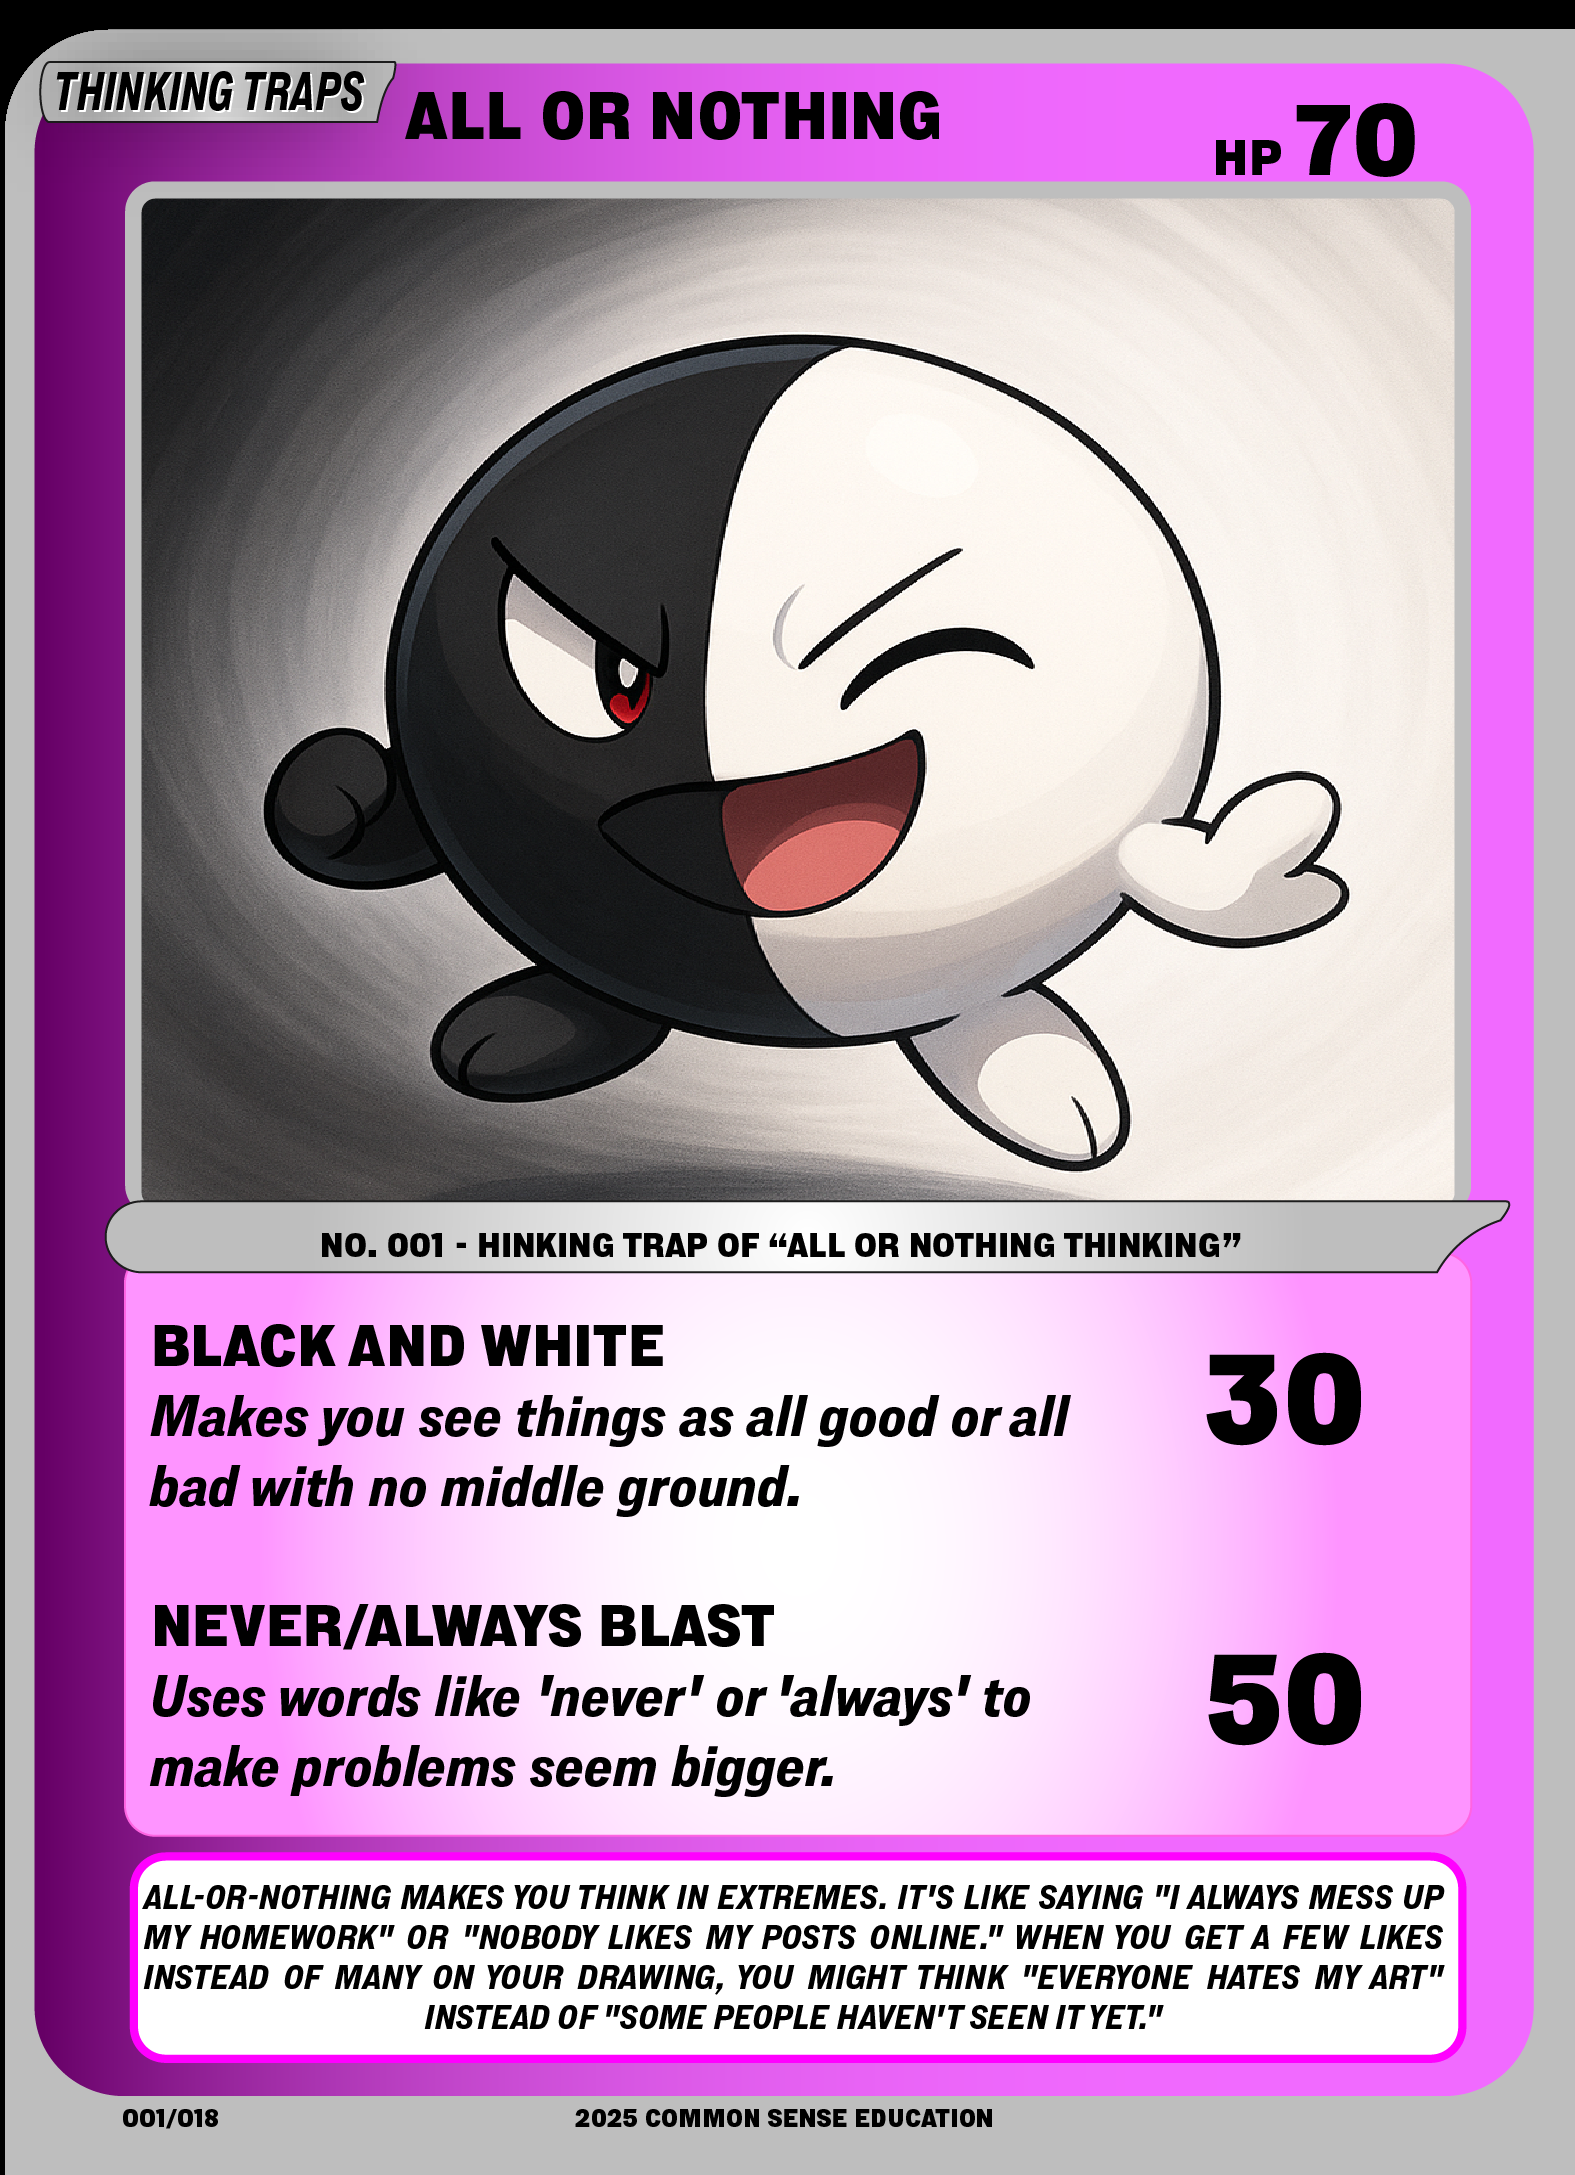 THINKING TRAPS
ALL OR NOTHING
HP 70
NO. 001 - HINKING TRAP OF “ALL OR NOTHING THINKING”
BLACK AND WHITE
30
Makes you see things as all good or all
bad with no middle ground.
NEVER/ALWAYS BLAST
50
Uses words like 'never' or 'always' to
make problems seem bigger.
ALL-OR-NOTHING MAKES YOU THINK IN EXTREMES. IT'S LIKE SAYING "I ALWAYS MESS UP
MY HOMEWORK" OR "NOBODY LIKES MY POSTS ONLINE." WHEN YOU GET A FEW LIKES
INSTEAD OF MANY ON YOUR DRAWING, YOU MIGHT THINK "EVERYONE HATES MY ART"
INSTEAD OF "SOME PEOPLE HAVEN'T SEEN IT YET."
001/018
2025 COMMON SENSE EDUCATION